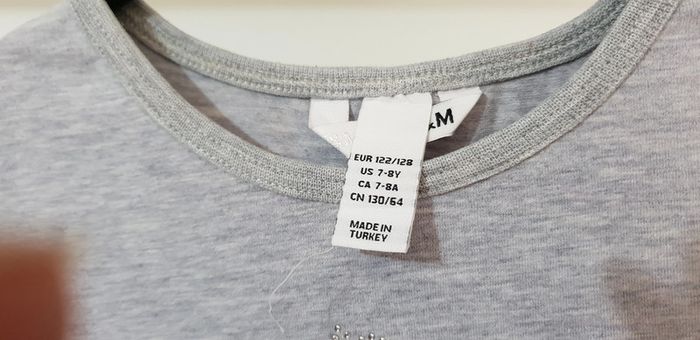 &M
EUR 122/128
US 7-8Y
CA 7-8A
CN 130/64
MADE IN
TURKEY